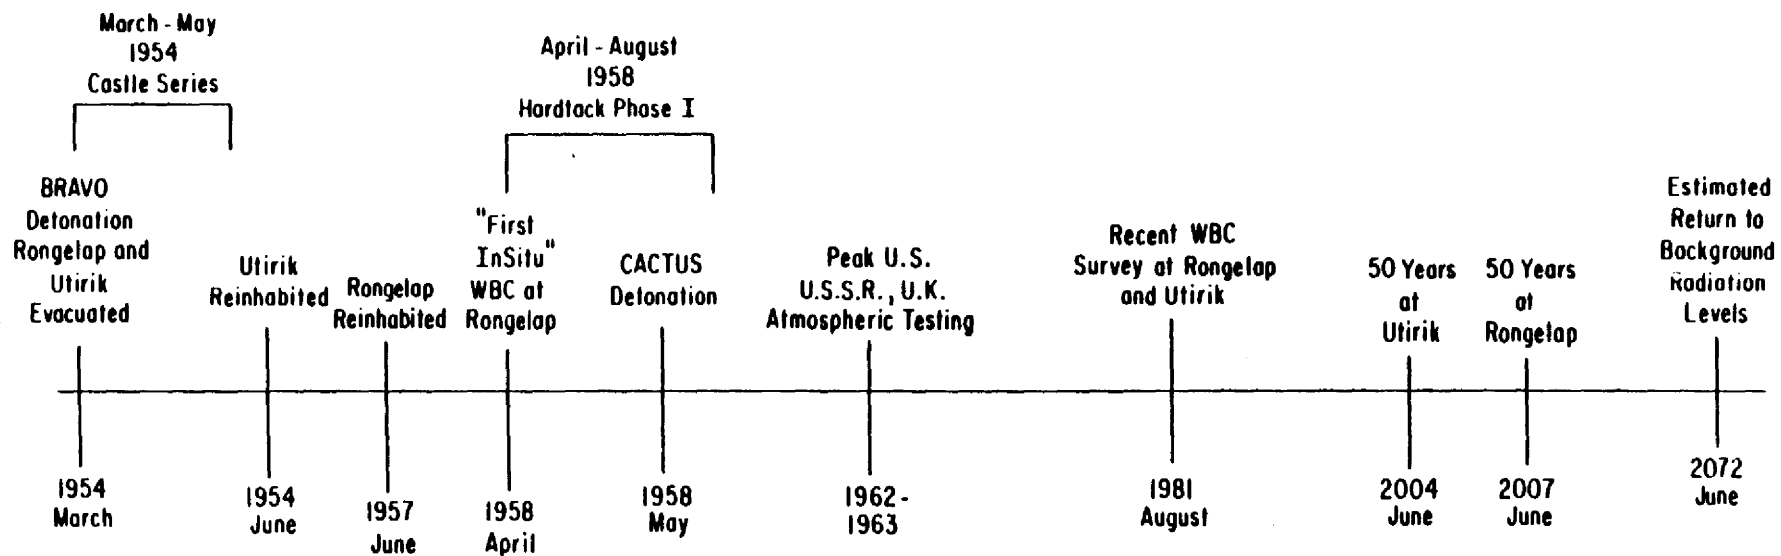 March - May
1954
Castle Series
April - August
1958
Hardtack Phase I
BRAVO
Detonation
Rongelap and
Utirik
Evacuated
Utirik
Reinhabited
Rongelap
Reinhabited
"First
InSitu"
WBC at
Rongelap
CACTUS
Detonation
Peak U.S.
U.S.S.R., U.K.
Atmospheric Testing
Recent WBC
Survey at Rongelap
and Utirik
50 Years
at
Utirik
50 Years
at
Rongelap
Estimated
Return to
Background
Radiation
Levels
1954
March
1954
June
1957
June
1958
April
1958
May
1962-
1963
1981
August
2004
June
2007
June
2072
June